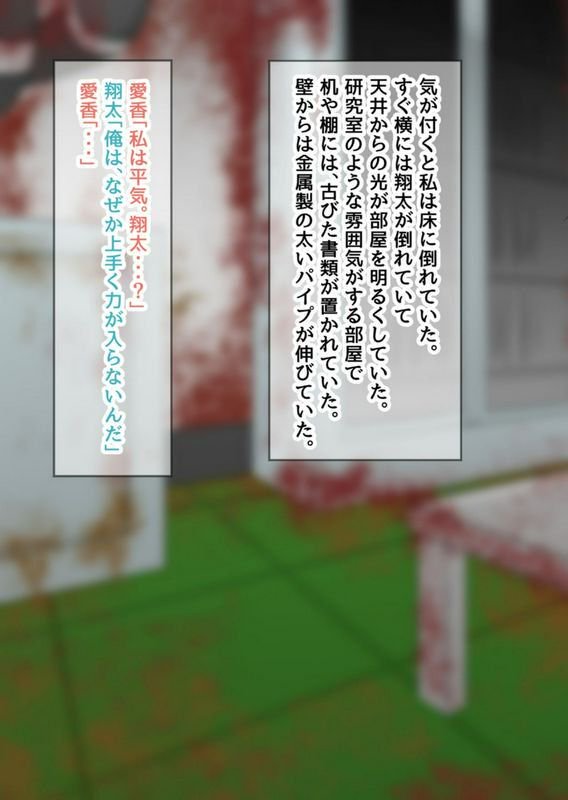 気が付くと私は床に倒れていた。
すぐ横には翔太が倒れていて
天井からの光が部屋を明るくしていた。
研究室のような雰囲気がする部屋で
机や棚には、古びた書類が置かれていた。
壁からは金属製の太いパイプが伸びていた。
愛香「私は平気。翔太・・・?」
翔太「俺は、なぜか上手く力が入らないんだ」
愛香「・・・」